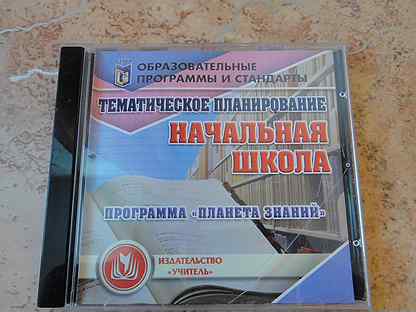 ОБРАЗОВАТЕЛЬНЫЕ
ПРОГРАММЫ И СТАНДАРТЫ
ТЕМАТИЧЕСКОЕ ПЛАНИРОВАНИЕ
НАЧАЛЬНАЯ
ШКОЛА
ПРОГРАММА «ПЛАНЕТА ЗНАНИЙ»
ИЗДАТЕЛЬСТВО
«УЧИТЕЛЬ»